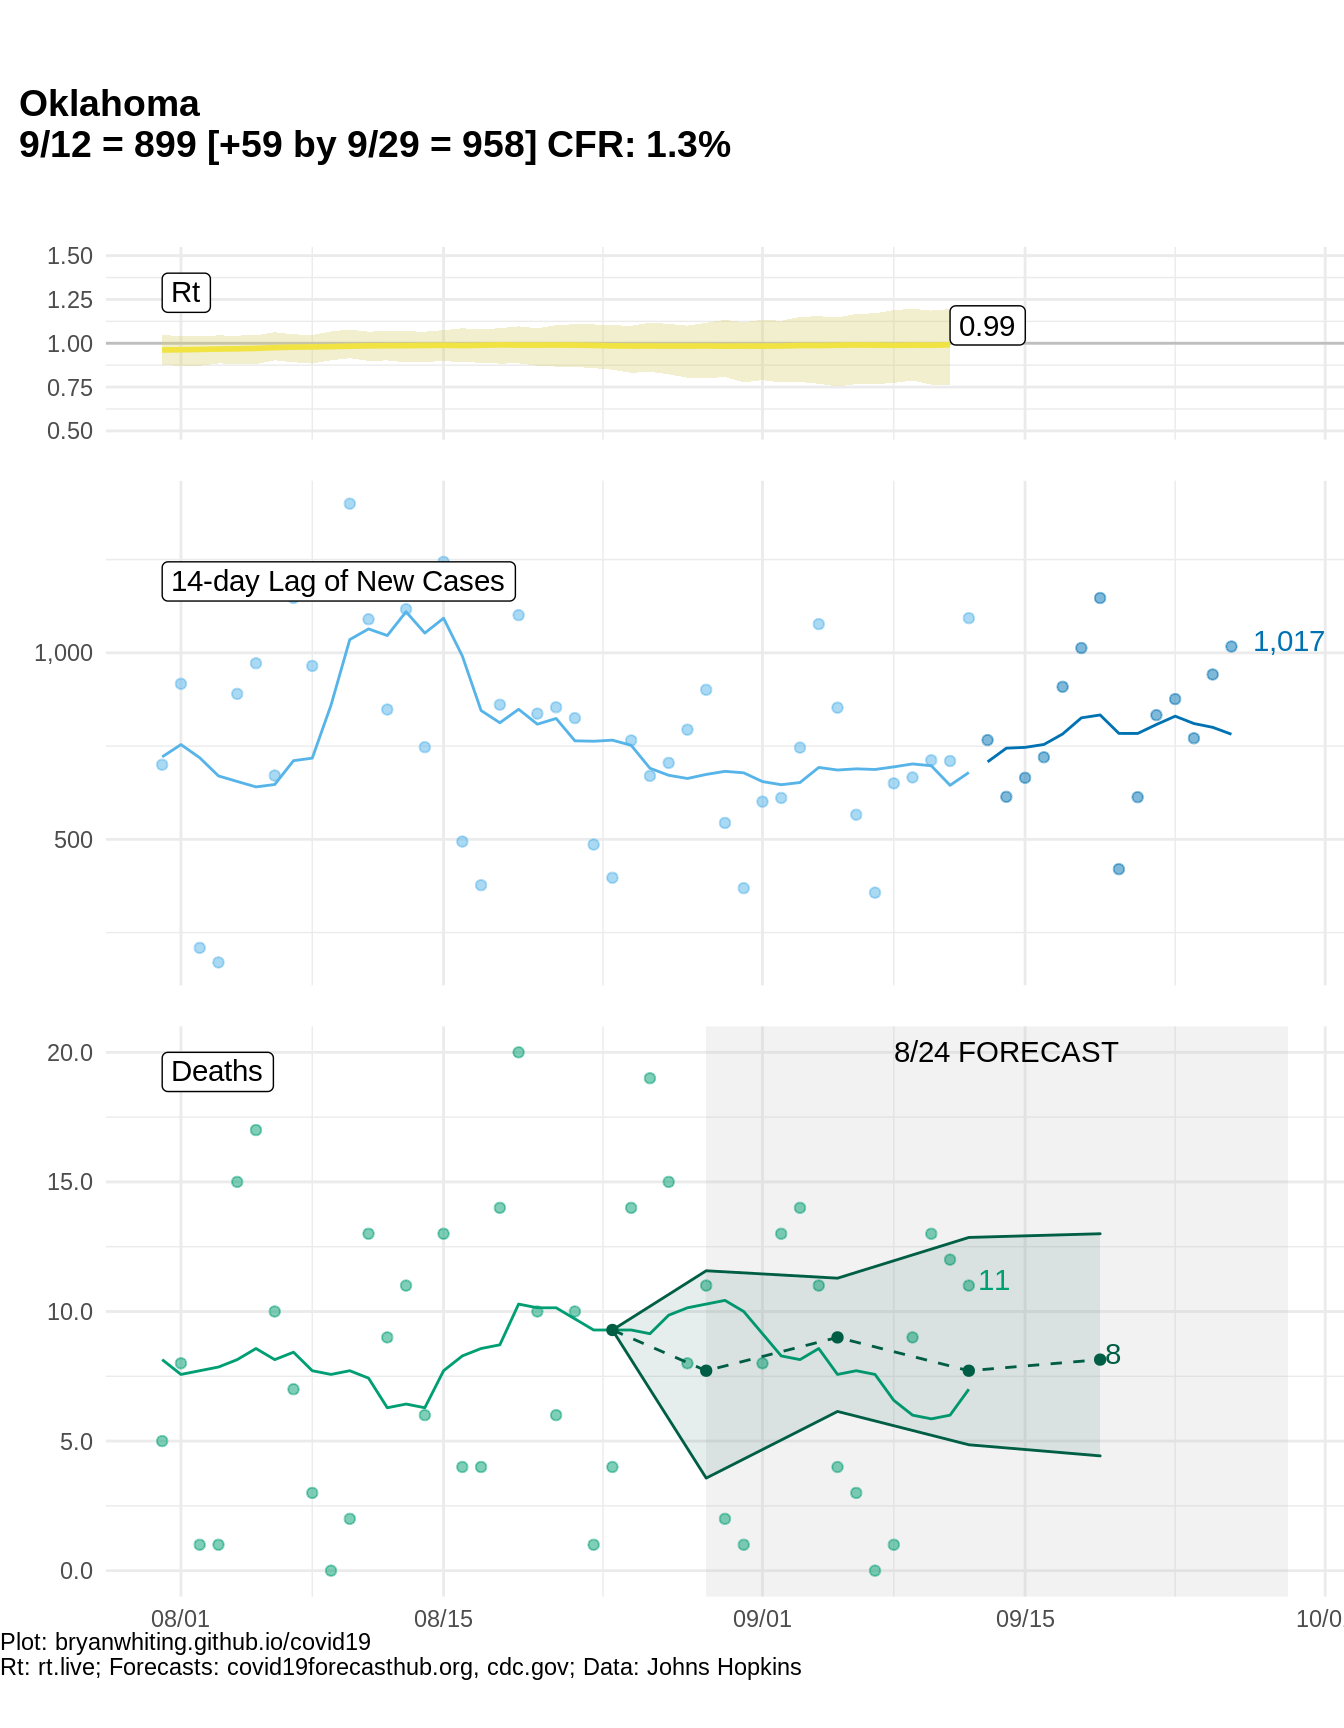 Oklahoma
9/12 = 899 [+59 by 9/29 = 958] CFR: 1.3%
1.50
1.25
1.00
0.75
0.50
Rt
0.99
14-day Lag of New Cases
1,000
500
1,017
20.0
15.0
10.0
5.0
0.0
Deaths
8/24 FORECAST
11
8
08/01 08/15 09/01 09/15 10/0
Plot: bryanwhiting.github.io/covid19
Rt: rt.live; Forecasts: covid19forecasthub.org, cdc.gov; Data: Johns Hopkins